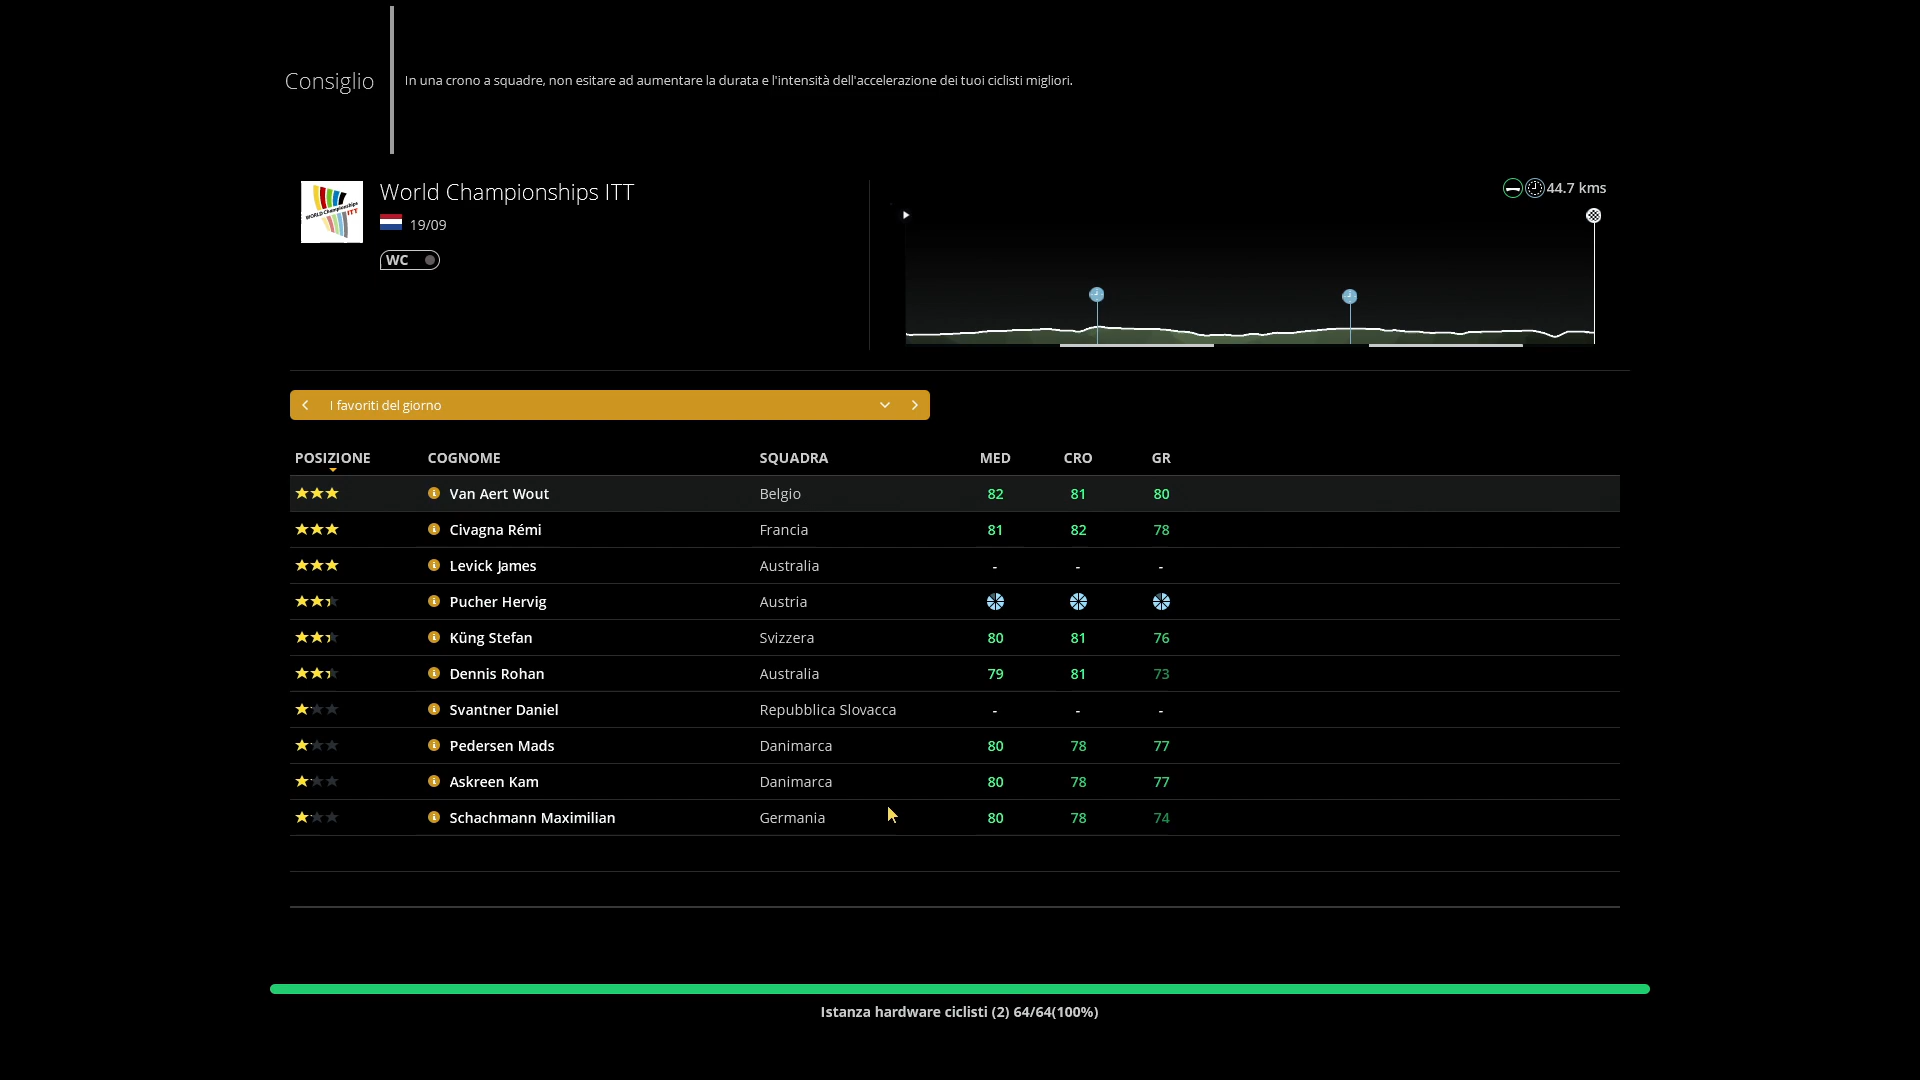 Consiglio
In una crono a squadre, non esitare ad aumentare la durata e l'intensità dell'accelerazione dei tuoi ciclisti migliori.
WORLD Championships
ITT
World Championships ITT
19/09
WC
44.7 kms
I favoriti del giorno
POSIZIONE COGNOME SQUADRA MED CRO GR
Van Aert Wout Belgio 82 81 80
Civagna Rémi Francia 81 82 78
Levick James Australia - - -
Pucher Hervig Austria
Küng Stefan Svizzera 80 81 76
Dennis Rohan Australia 79 81 73
Svantner Daniel Repubblica Slovacca - - -
Pedersen Mads Danimarca 80 78 77
Askreen Kam Danimarca 80 78 77
Schachmann Maximilian Germania 80 78 74
Istanza hardware ciclisti (2) 64/64(100%)